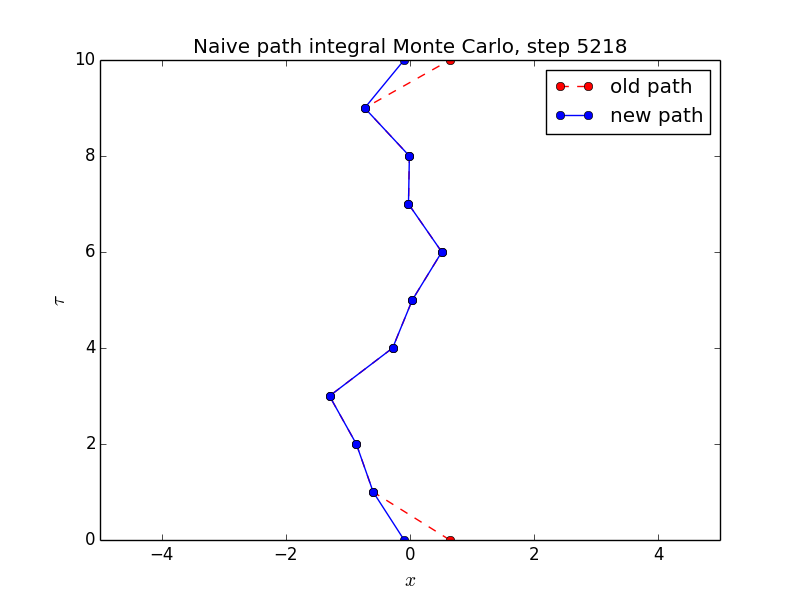 Naive path integral Monte Carlo, step 5218
old path
new path
10
8
6
4
2
0
τ
−4 −2 0 2 4
x